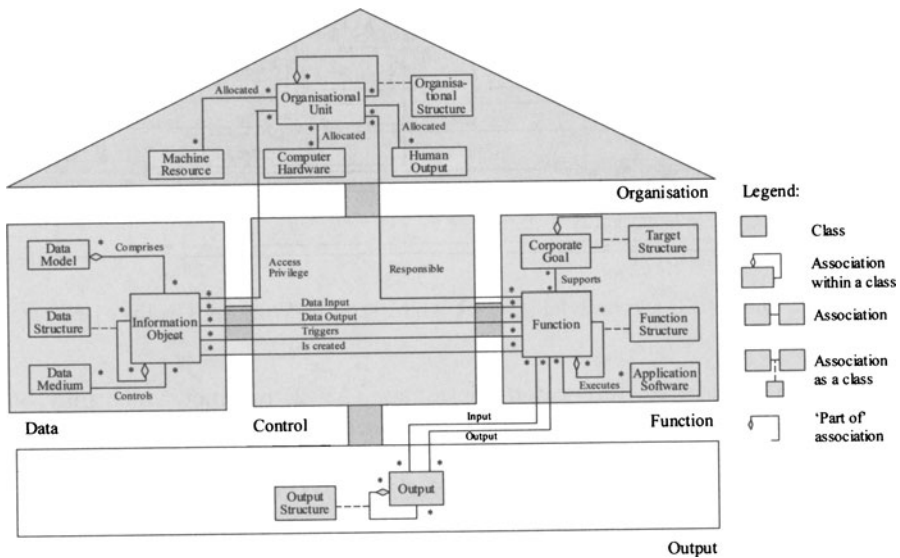 Organisa-
tional
Structure
Allocated
Organisational
Unit
Allocated
Allocated
Machine
Resource
Computer
Hardware
Human
Output
Organisation
Legend:
Class
Association
within a class
Association
Association
as a class
'Part of'
association
Data
Model
Comprises
Data
Structure
Information
Object
Data
Medium
Controls
Data
Access
Privilege
Responsible
Data Input
Data Output
Triggers
Is created
Control
Corporate
Goal
Target
Structure
Supports
Function
Function
Structure
Application
Software
Executes
Function
Input
Output
Output
Structure
Output
Output